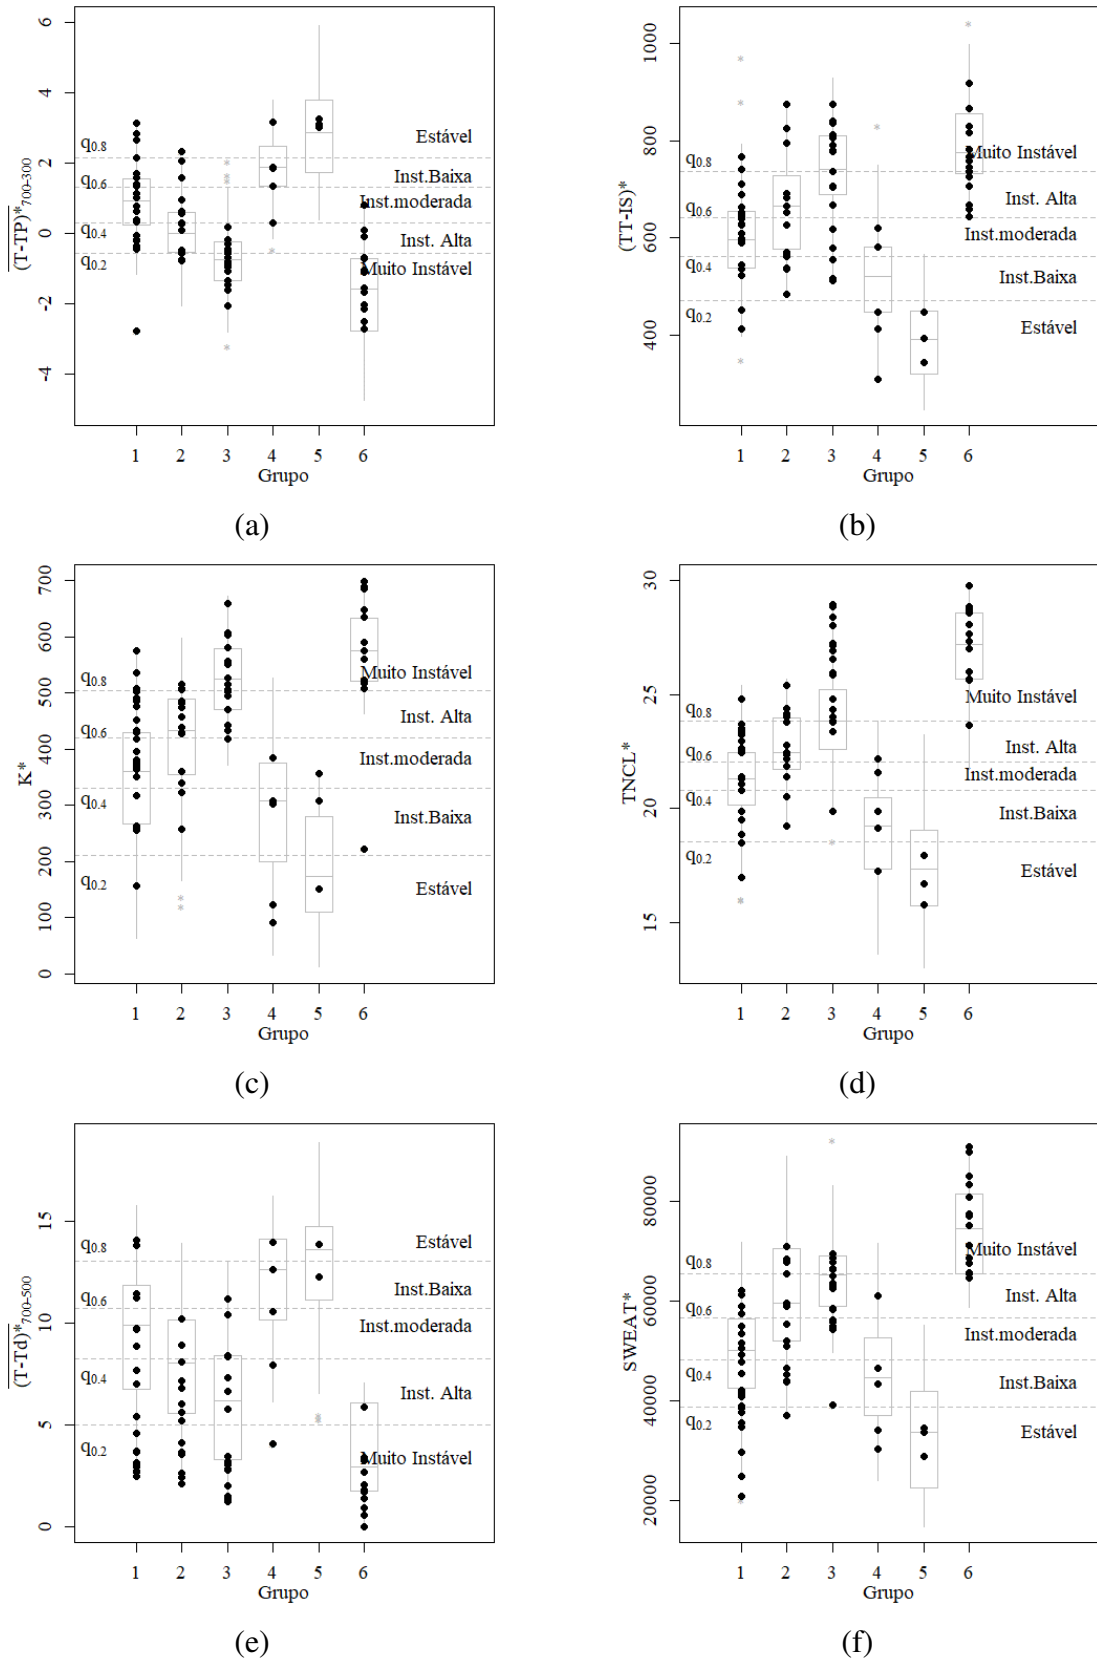 6
4
2
0
-2
-4
(T-TP)*700-300
q0.8
q0.6
q0.4
q0.2
Estável
Inst.Baixa
Inst.moderada
Inst. Alta
Muito Instável
1 2 3 4 5 6
Grupo
(a)
1000
800
600
400
(TT-IS)*
q0.8
q0.6
q0.4
q0.2
Muito Instável
Inst. Alta
Inst.moderada
Inst.Baixa
Estável
1 2 3 4 5 6
Grupo
(b)
700
600
500
400
300
200
100
0
K*
q0.8
q0.6
q0.4
q0.2
Muito Instável
Inst. Alta
Inst.moderada
Inst.Baixa
Estável
1 2 3 4 5 6
Grupo
(c)
30
25
20
15
TNCL*
q0.8
q0.6
q0.4
q0.2
Muito Instável
Inst. Alta
Inst.moderada
Inst.Baixa
Estável
1 2 3 4 5 6
Grupo
(d)
15
10
5
0
(T-Td)*700-500
q0.8
q0.6
q0.4
q0.2
Estável
Inst.Baixa
Inst.moderada
Inst. Alta
Muito Instável
1 2 3 4 5 6
Grupo
(e)
80000
60000
40000
20000
SWEAT*
q0.8
q0.6
q0.4
q0.2
Muito Instável
Inst. Alta
Inst.moderada
Inst.Baixa
Estável
1 2 3 4 5 6
Grupo
(f)